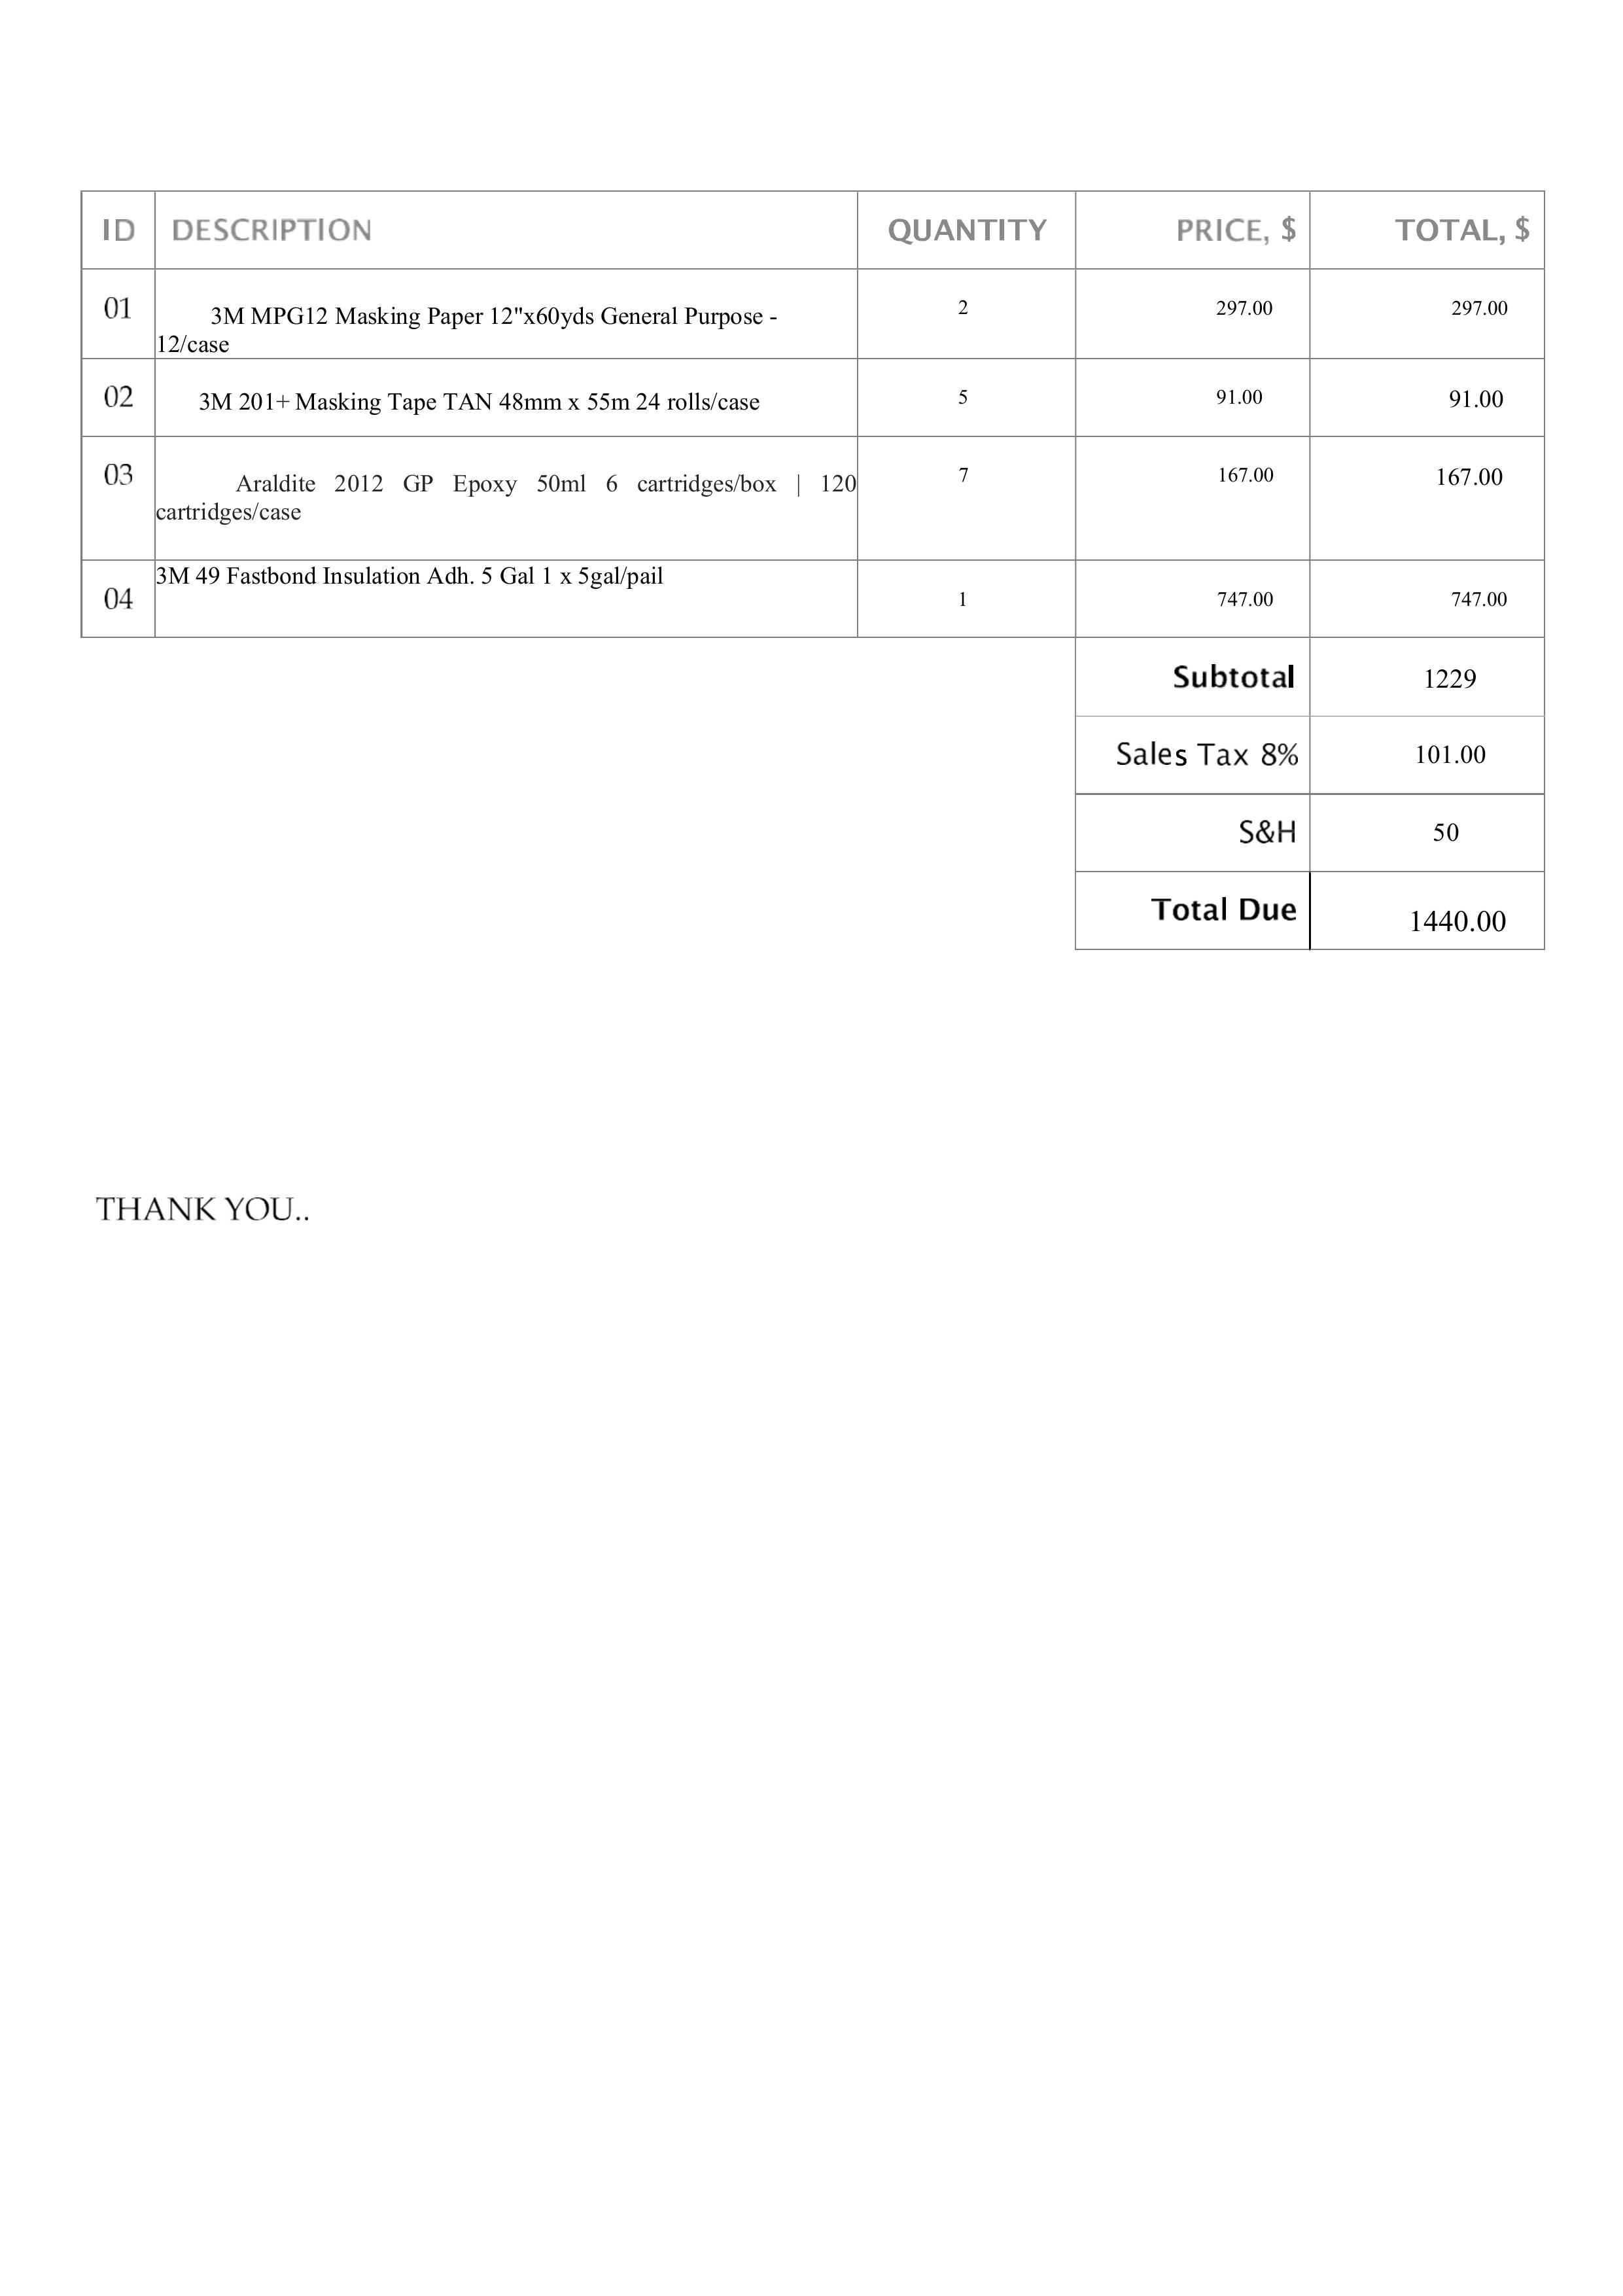 ID DESCRIPTION QUANTITY PRICE, $ TOTAL, $
01 3M MPG12 Masking Paper 12"x60yds General Purpose - 2 297.00 297.00
12/case
02 3M 201+ Masking Tape TAN 48mm x 55m 24 rolls/case 5 91.00 91.00
03 Araldite 2012 GP Epoxy 50ml 6 cartridges/box | 120 7 167.00 167.00
cartridges/case
04 3M 49 Fastbond Insulation Adh. 5 Gal 1 x 5gal/pail 1 747.00 747.00
Subtotal 1229
Sales Tax 8% 101.00
S&H 50
Total Due 1440.00
THANK YOU..